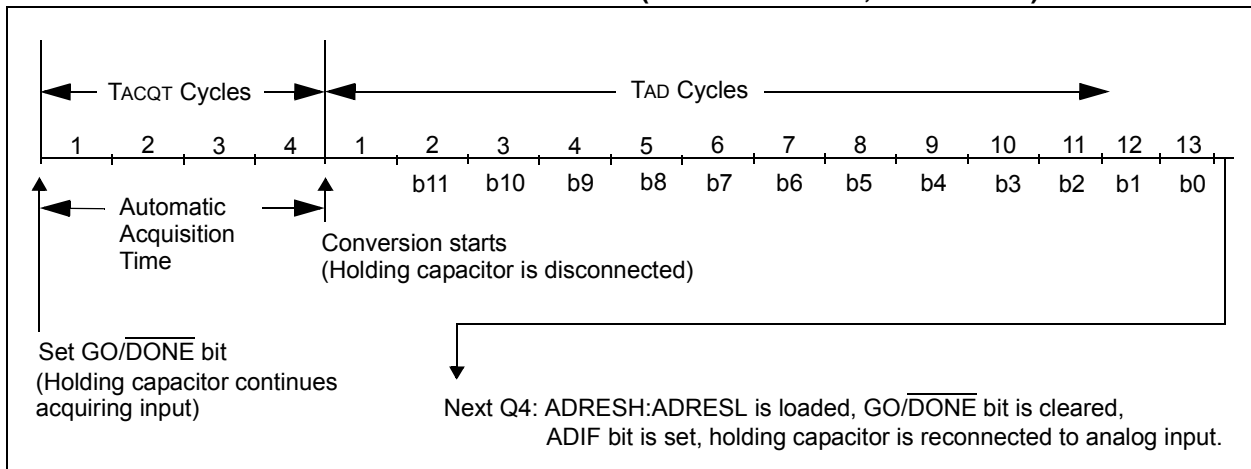 TACQT Cycles
TAD Cycles
1 2 3 4 1 2 3 4 5 6 7 8 9 10 11 12 13
b11 b10 b9 b8 b7 b6 b5 b4 b3 b2 b1 b0
Automatic
Acquisition
Time
Conversion starts
(Holding capacitor is disconnected)
Set GO/DONE bit
(Holding capacitor continues
acquiring input)
Next Q4: ADRESH:ADRESL is loaded, GO/DONE bit is cleared,
ADIF bit is set, holding capacitor is reconnected to analog input.